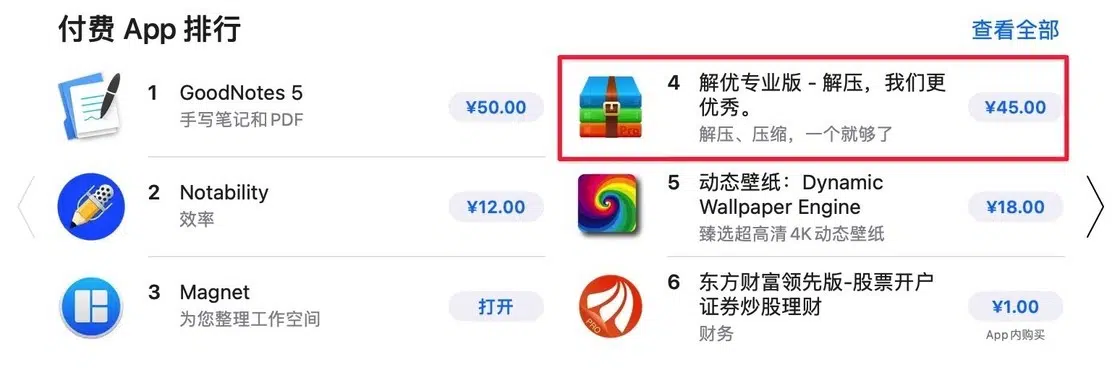 付费 App 排行
查看全部
1 GoodNotes 5
手写笔记和PDF
¥50.00
2 Notability
效率
¥12.00
3 Magnet
为您整理工作空间
打开
4 解优专业版 - 解压，我们更
优秀。
解压、压缩，一个就够了
¥45.00
Pro
5 动态壁纸：Dynamic
Wallpaper Engine
臻选超高清4K动态壁纸
¥18.00
6 东方财富领先版-股票开户
证券炒股理财
财务
¥1.00
App内购买
PRO